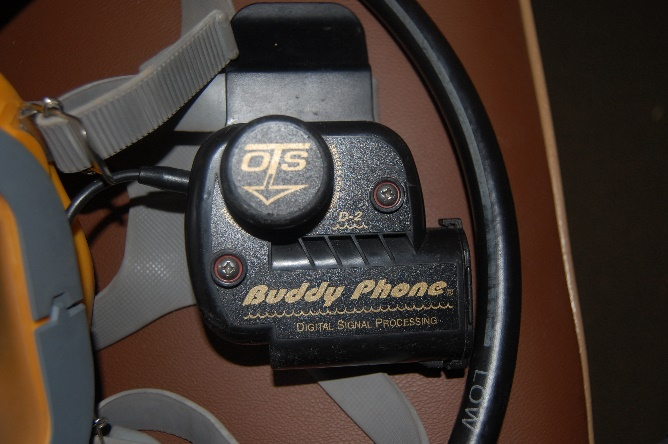 OTS
D-2
Buddy Phone
DIGITAL SIGNAL PROCESSING
LOW